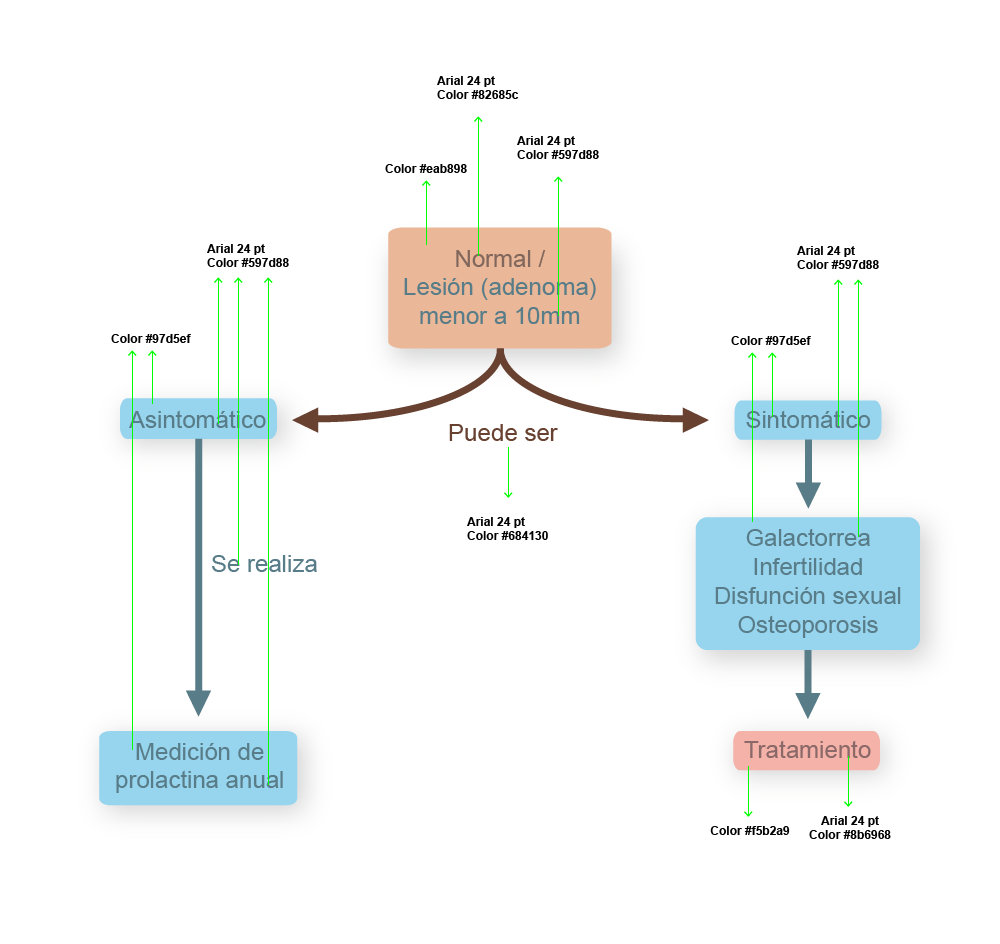 Arial 24 pt
Color #82685c
Arial 24 pt
Color #597d88
Color #eab898
Normal /
Lesión (adenoma)
menor a 10mm
Arial 24 pt
Color #597d88
Arial 24 pt
Color #597d88
Color #97d5ef
Color #97d5ef
Asintomático
Puede ser
Sintomático
Arial 24 pt
Color #684130
Se realiza
Galactorrea
Infertilidad
Disfunción sexual
Osteoporosis
Medición de
prolactina anual
Tratamiento
Color #f5b2a9
Arial 24 pt
Color #8b6968